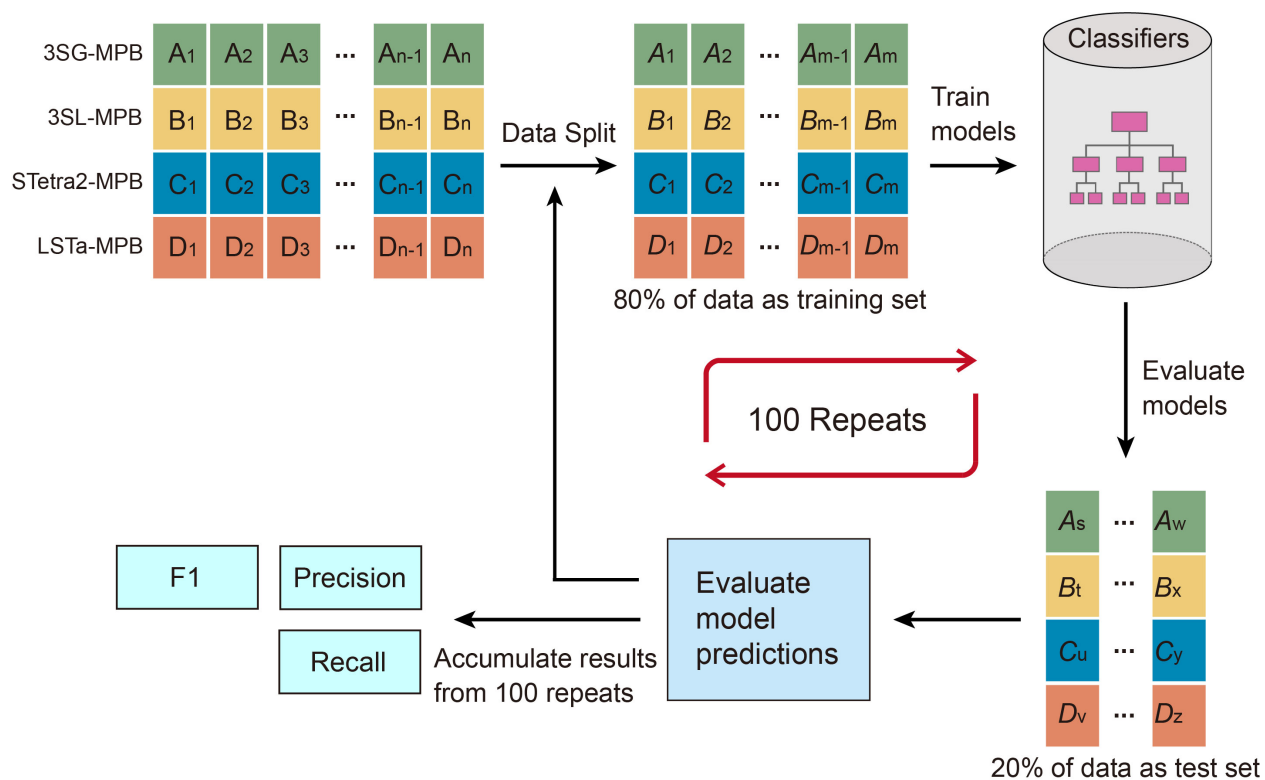 3SG-MPB A1 A2 A3 ... An-1 An
3SL-MPB B1 B2 B3 ... Bn-1 Bn
STetra2-MPB C1 C2 C3 ... Cn-1 Cn
LSTa-MPB D1 D2 D3 ... Dn-1 Dn
Data Split
A1 A2 ... Am-1 Am
B1 B2 ... Bm-1 Bm
C1 C2 ... Cm-1 Cm
D1 D2 ... Dm-1 Dm
80% of data as training set
Train
models
Classifiers
Evaluate
models
100 Repeats
As ... Aw
Bt ... Bx
Cu ... Cy
Dv ... Dz
20% of data as test set
Evaluate
model
predictions
Accumulate results
from 100 repeats
F1
Precision
Recall